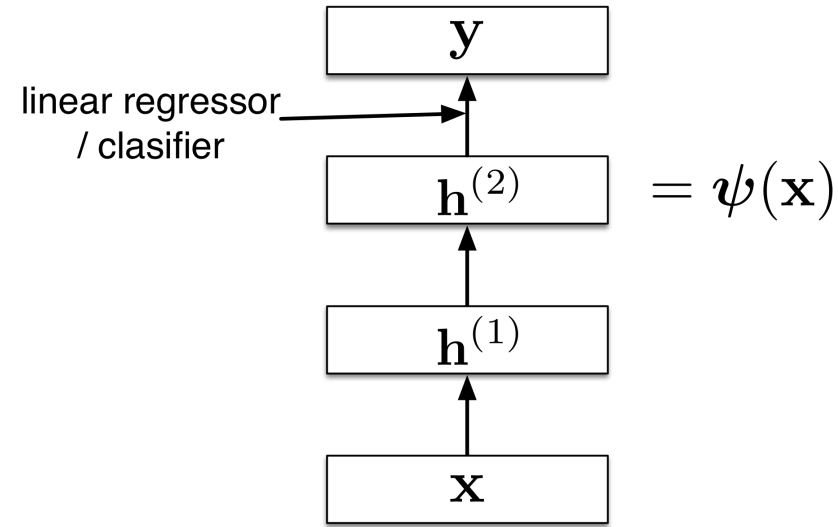 y
linear regressor
/ clasifier
h^(2) = ψ(x)
h^(1)
x